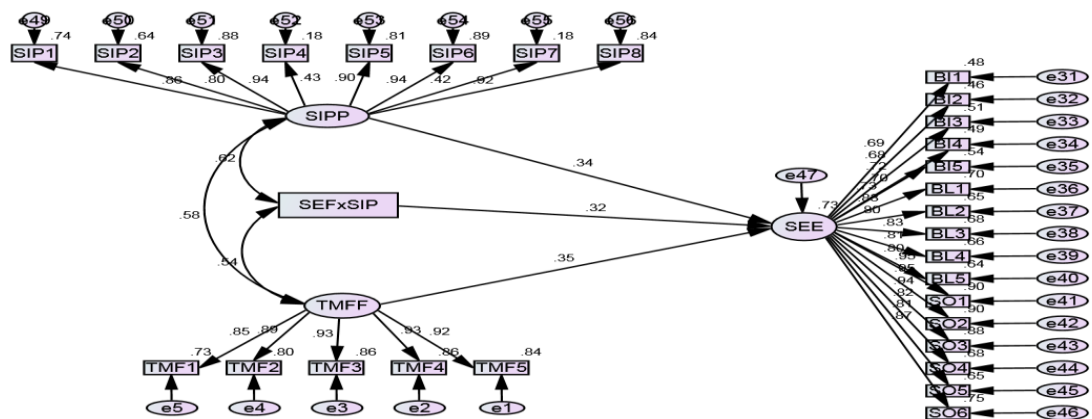 e49 e50 e51 e52 e53 e54 e55 e56
.74 .64 .88 .18 .81 .89 .18 .84
SIP1 SIP2 SIP3 SIP4 SIP5 SIP6 SIP7 SIP8
.86 .80 .94 .43 .90 .94 .42 .92
SIPP
.62
.58
.54
SEFxSIP
.34
.32
.35
e47
.73
SEE
TMFF
.85 .89 .93 .93 .92
.73 .80 .86 .86 .84
TMF1 TMF2 TMF3 TMF4 TMF5
e5 e4 e3 e2 e1
.69
.68
.72
.70
.73
.83
.80
.83
.81
.80
.95
.95
.94
.82
.81
.87
.48
BI1 e31
.46
BI2 e32
.51
BI3 e33
.49
BI4 e34
.54
BI5 e35
.70
BL1 e36
.65
BL2 e37
.68
BL3 e38
.66
BL4 e39
.64
BL5 e40
.90
SO1 e41
.90
SO2 e42
.88
SO3 e43
.68
SO4 e44
.65
SO5 e45
.75
SO6 e46